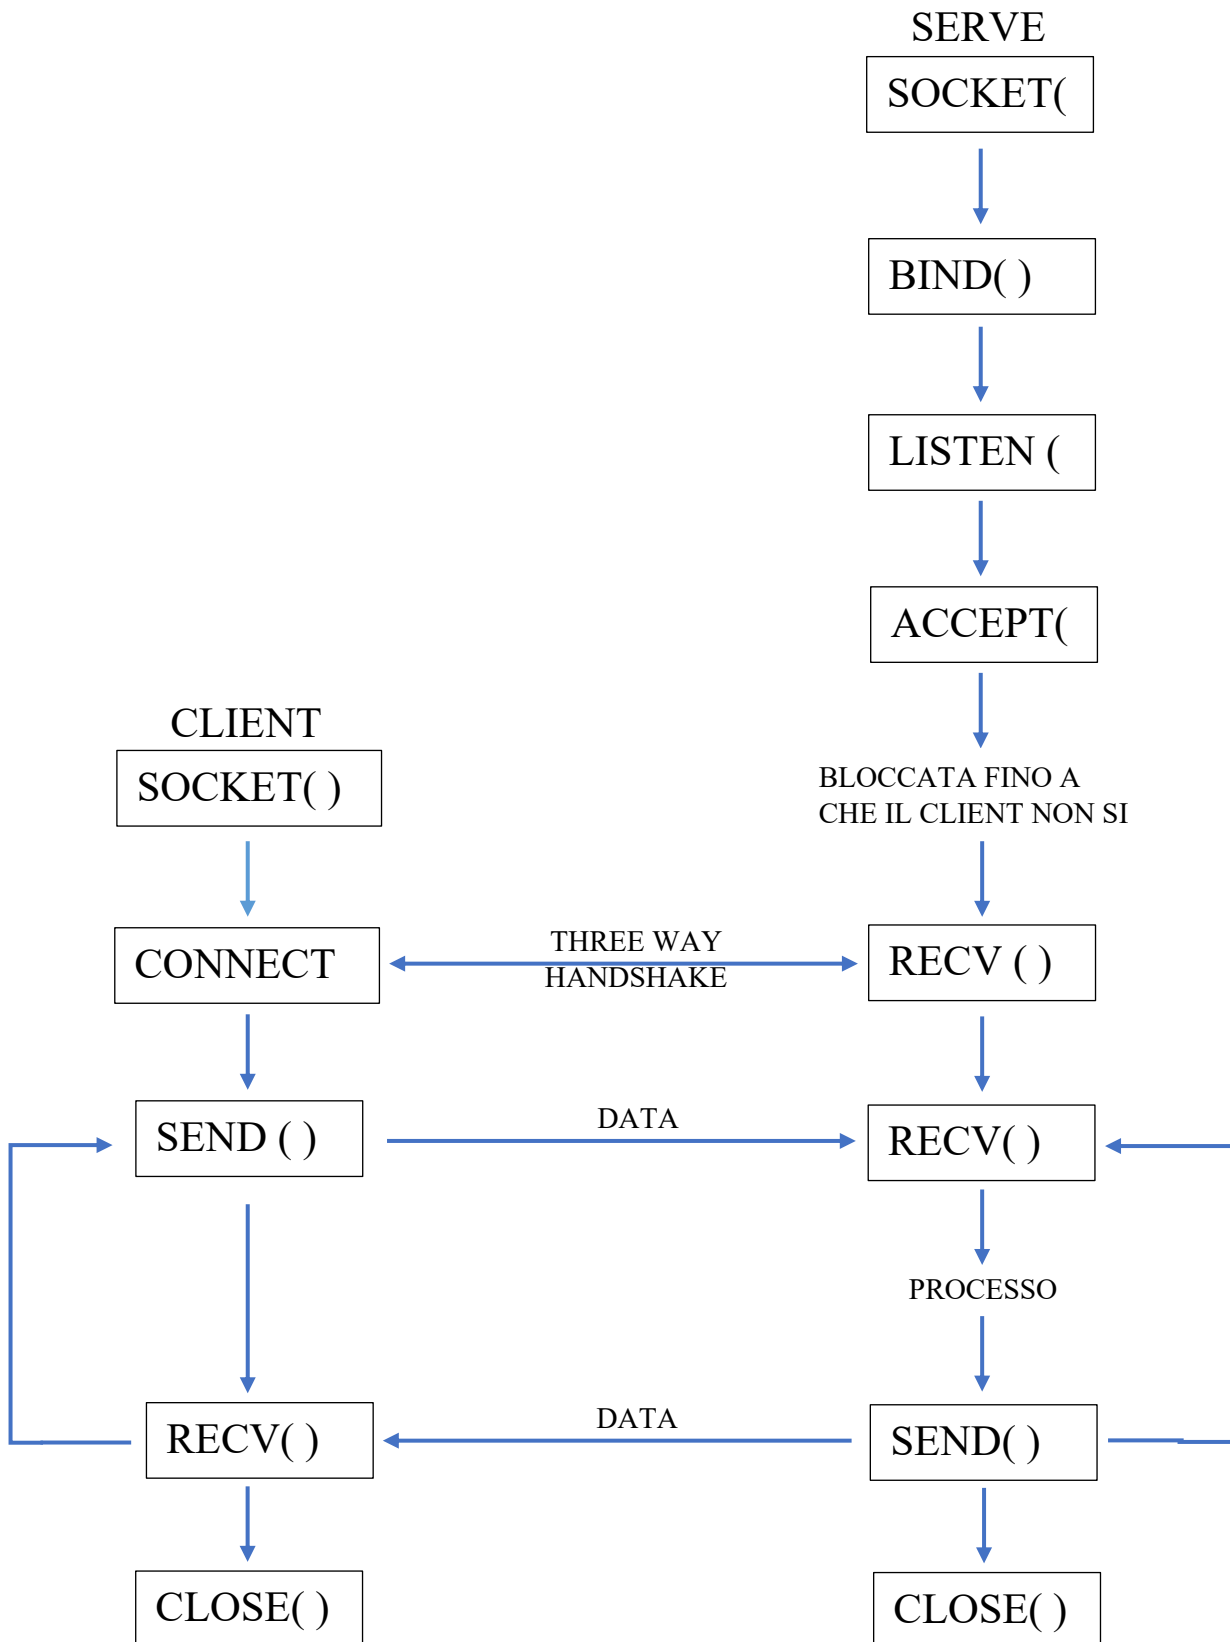 SERVE
SOCKET(
BIND( )
LISTEN (
ACCEPT(
BLOCCATA FINO A
CHE IL CLIENT NON SI
CLIENT
SOCKET( )
CONNECT
THREE WAY
HANDSHAKE
RECV ( )
SEND ( )
DATA
RECV( )
PROCESSO
RECV( )
DATA
SEND( )
CLOSE( )
CLOSE( )